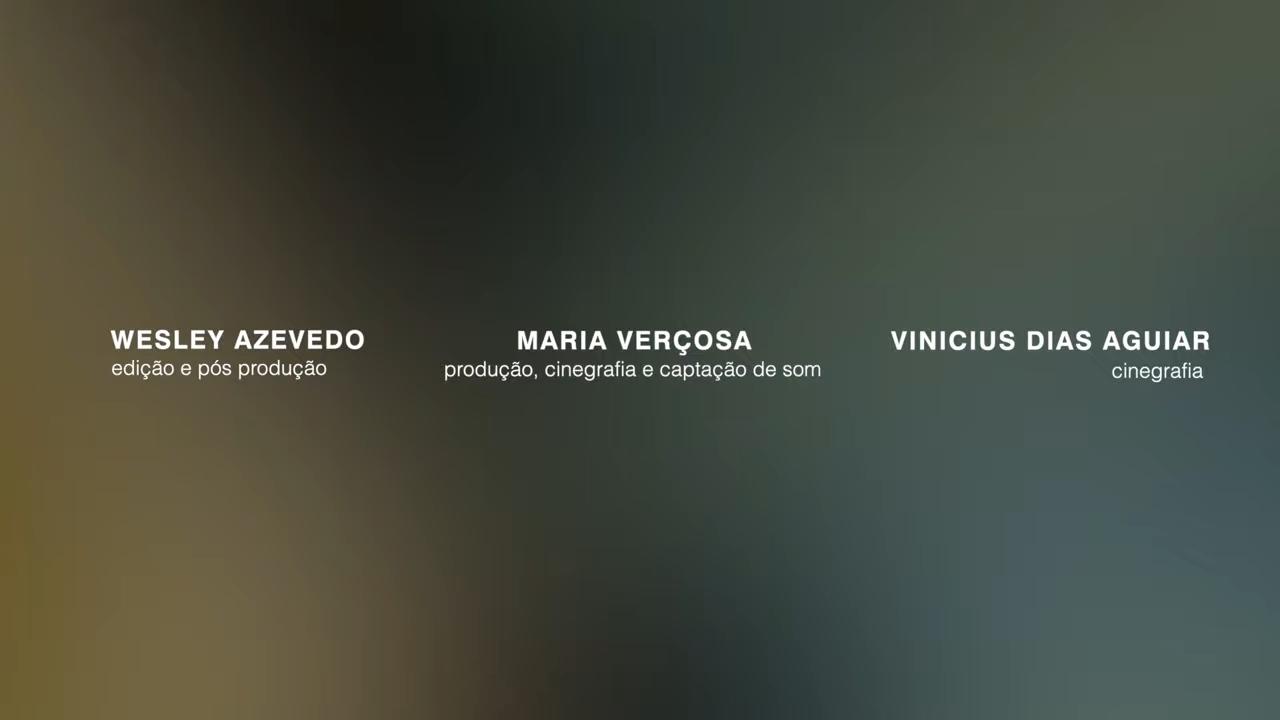 WESLEY AZEVEDO
edição e pós produção
MARIA VERÇOSA
produção, cinegrafia e captação de som
VINICIUS DIAS AGUIAR
cinegrafia